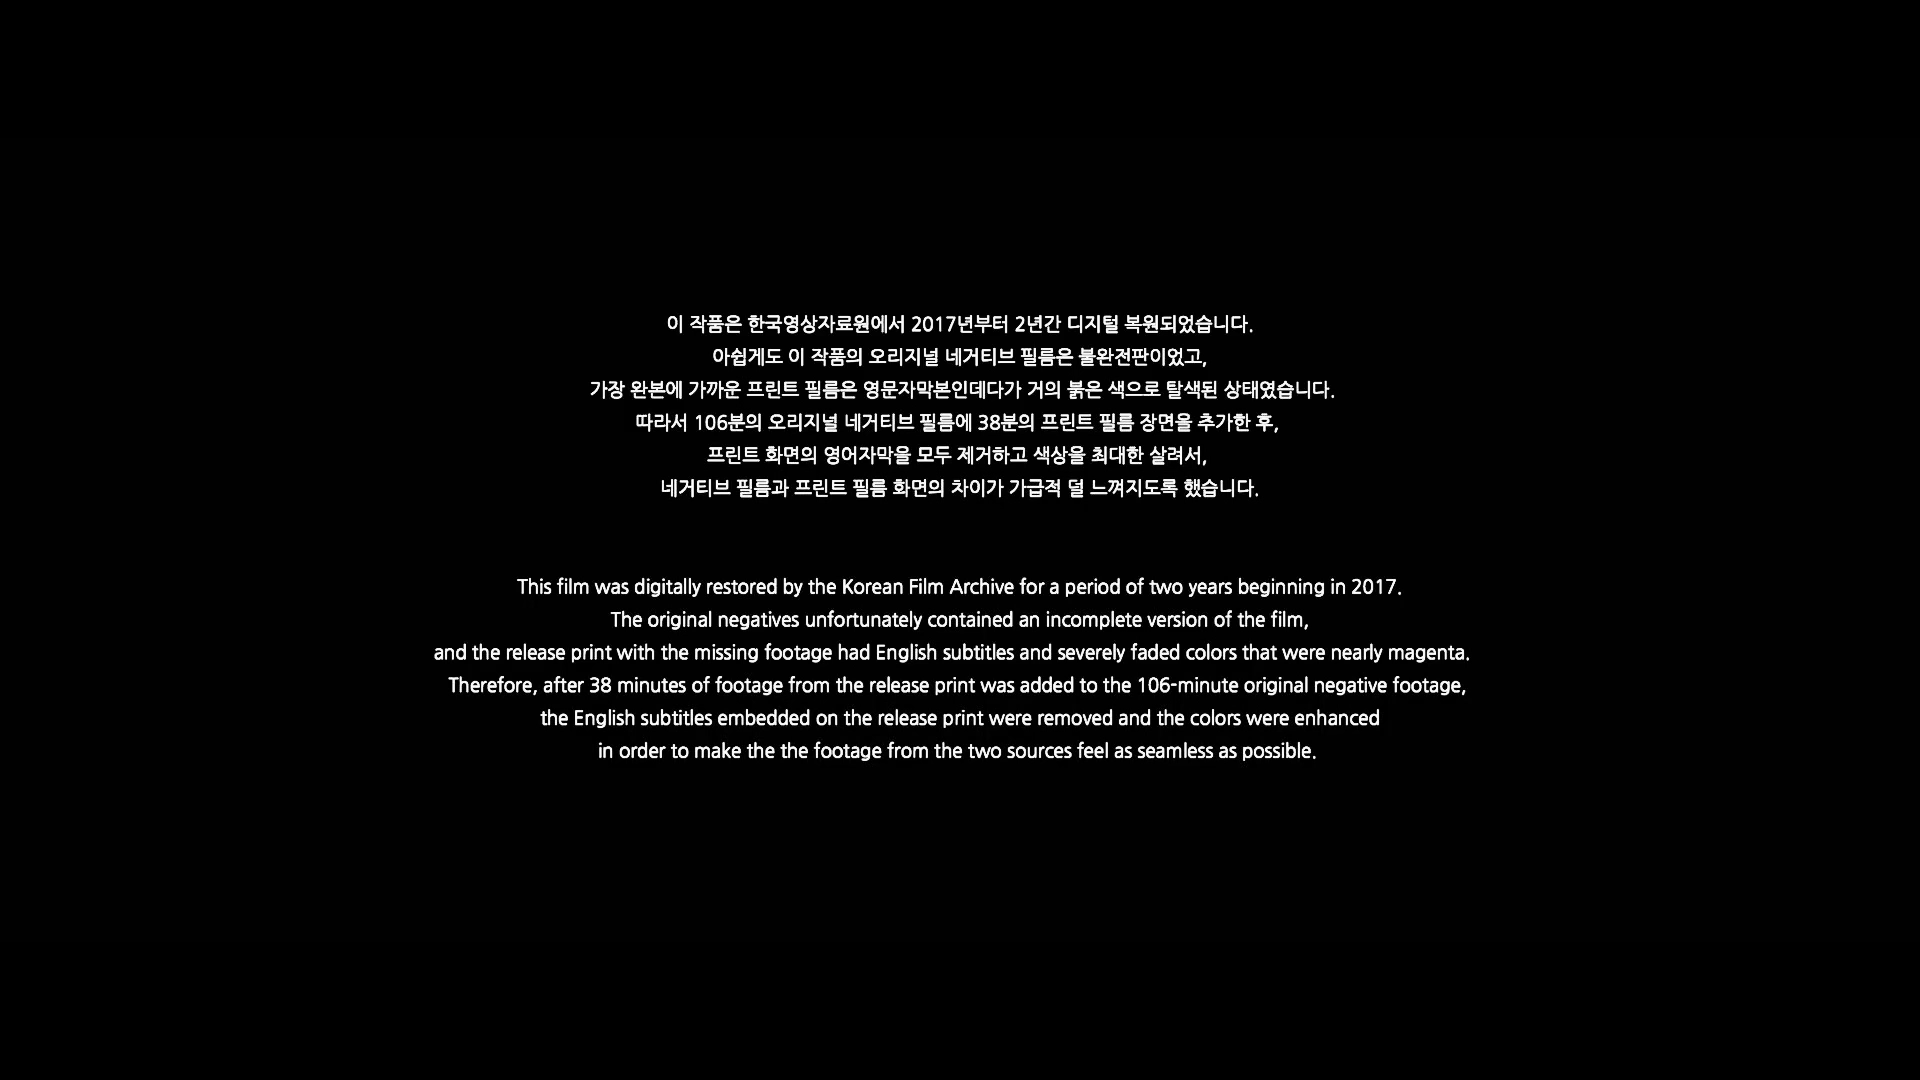 이 작품은 한국영상자료원에서 2017년부터 2년간 디지털 복원되었습니다.
아쉽게도 이 작품의 오리지널 네거티브 필름은 불완전판이었고,
가장 완본에 가까운 프린트 필름은 영문자막본인데다가 거의 붉은 색으로 탈색된 상태였습니다.
따라서 106분의 오리지널 네거티브 필름에 38분의 프린트 필름 장면을 추가한 후,
프린트 화면의 영어자막을 모두 제거하고 색상을 최대한 살려서,
네거티브 필름과 프린트 필름 화면의 차이가 가급적 덜 느껴지도록 했습니다.
This film was digitally restored by the Korean Film Archive for a period of two years beginning in 2017.
The original negatives unfortunately contained an incomplete version of the film,
and the release print with the missing footage had English subtitles and severely faded colors that were nearly magenta.
Therefore, after 38 minutes of footage from the release print was added to the 106-minute original negative footage,
the English subtitles embedded on the release print were removed and the colors were enhanced
in order to make the the footage from the two sources feel as seamless as possible.